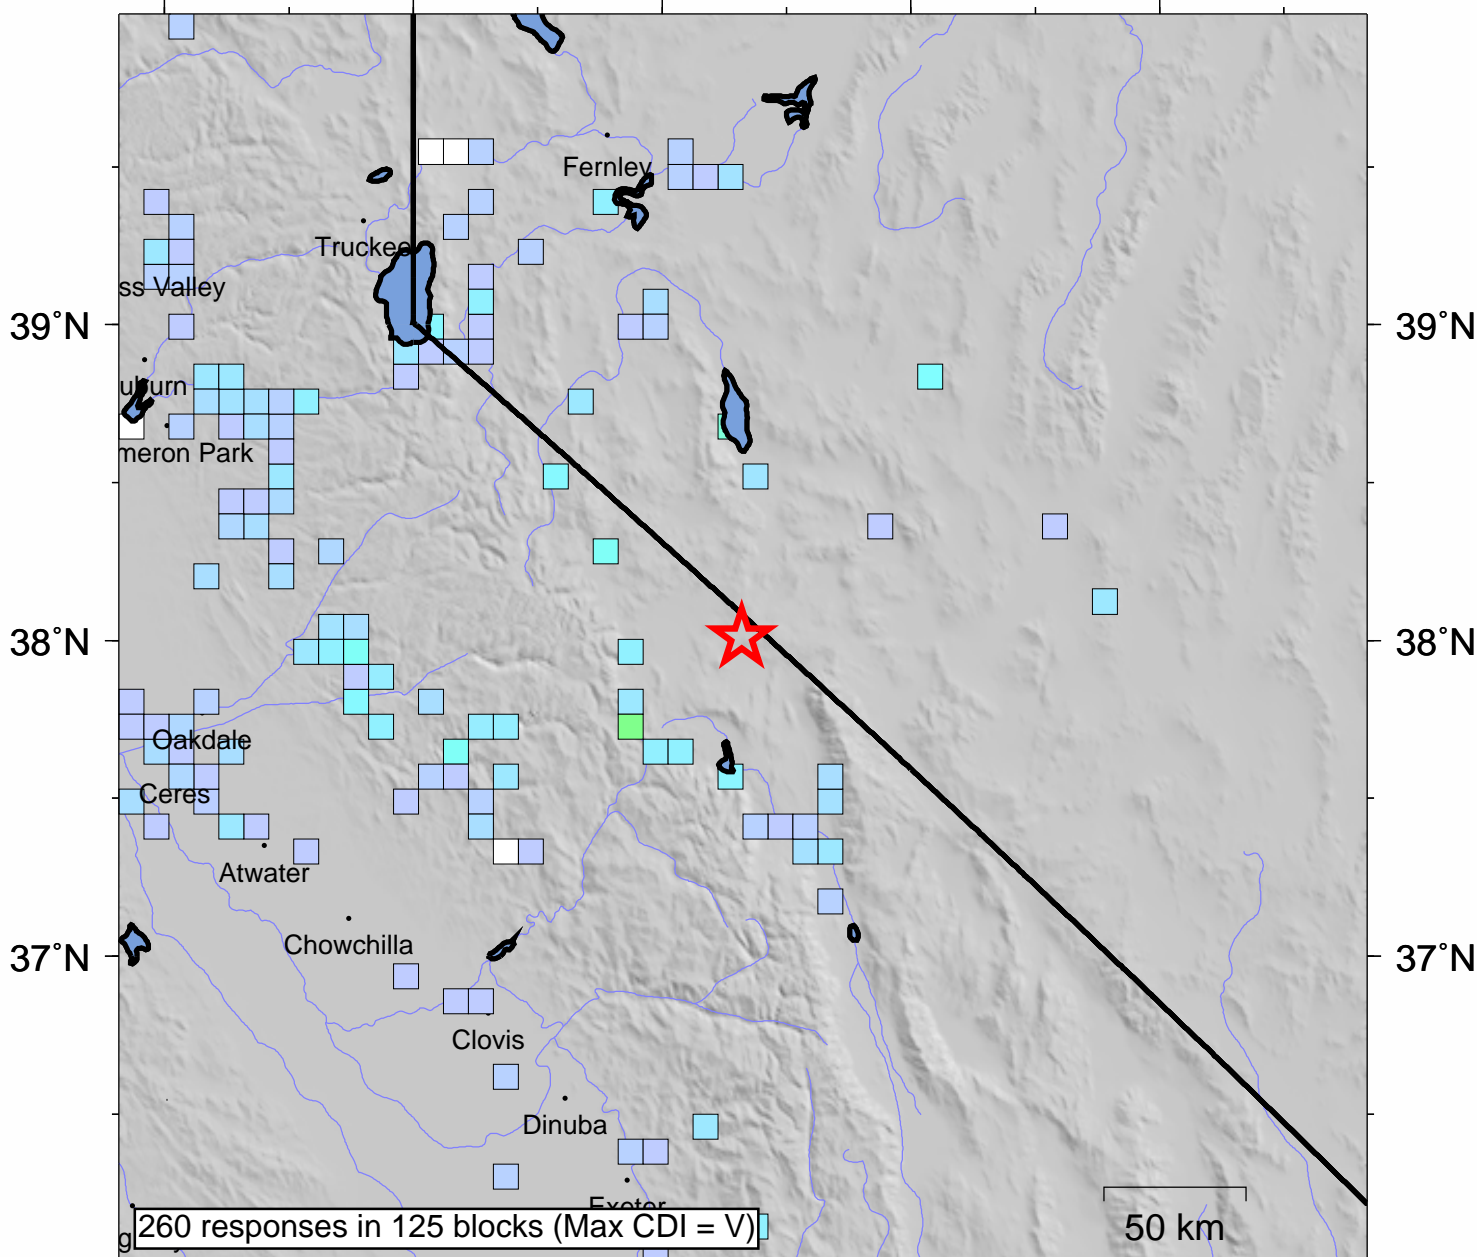 Fernley
Truckee
ss Valley
39°N
39°N
uburn
meron Park
38°N
38°N
Oakdale
Ceres
Atwater
Chowchilla
37°N
37°N
Clovis
Dinuba
Exeter
50 km
260 responses in 125 blocks (Max CDI = V)